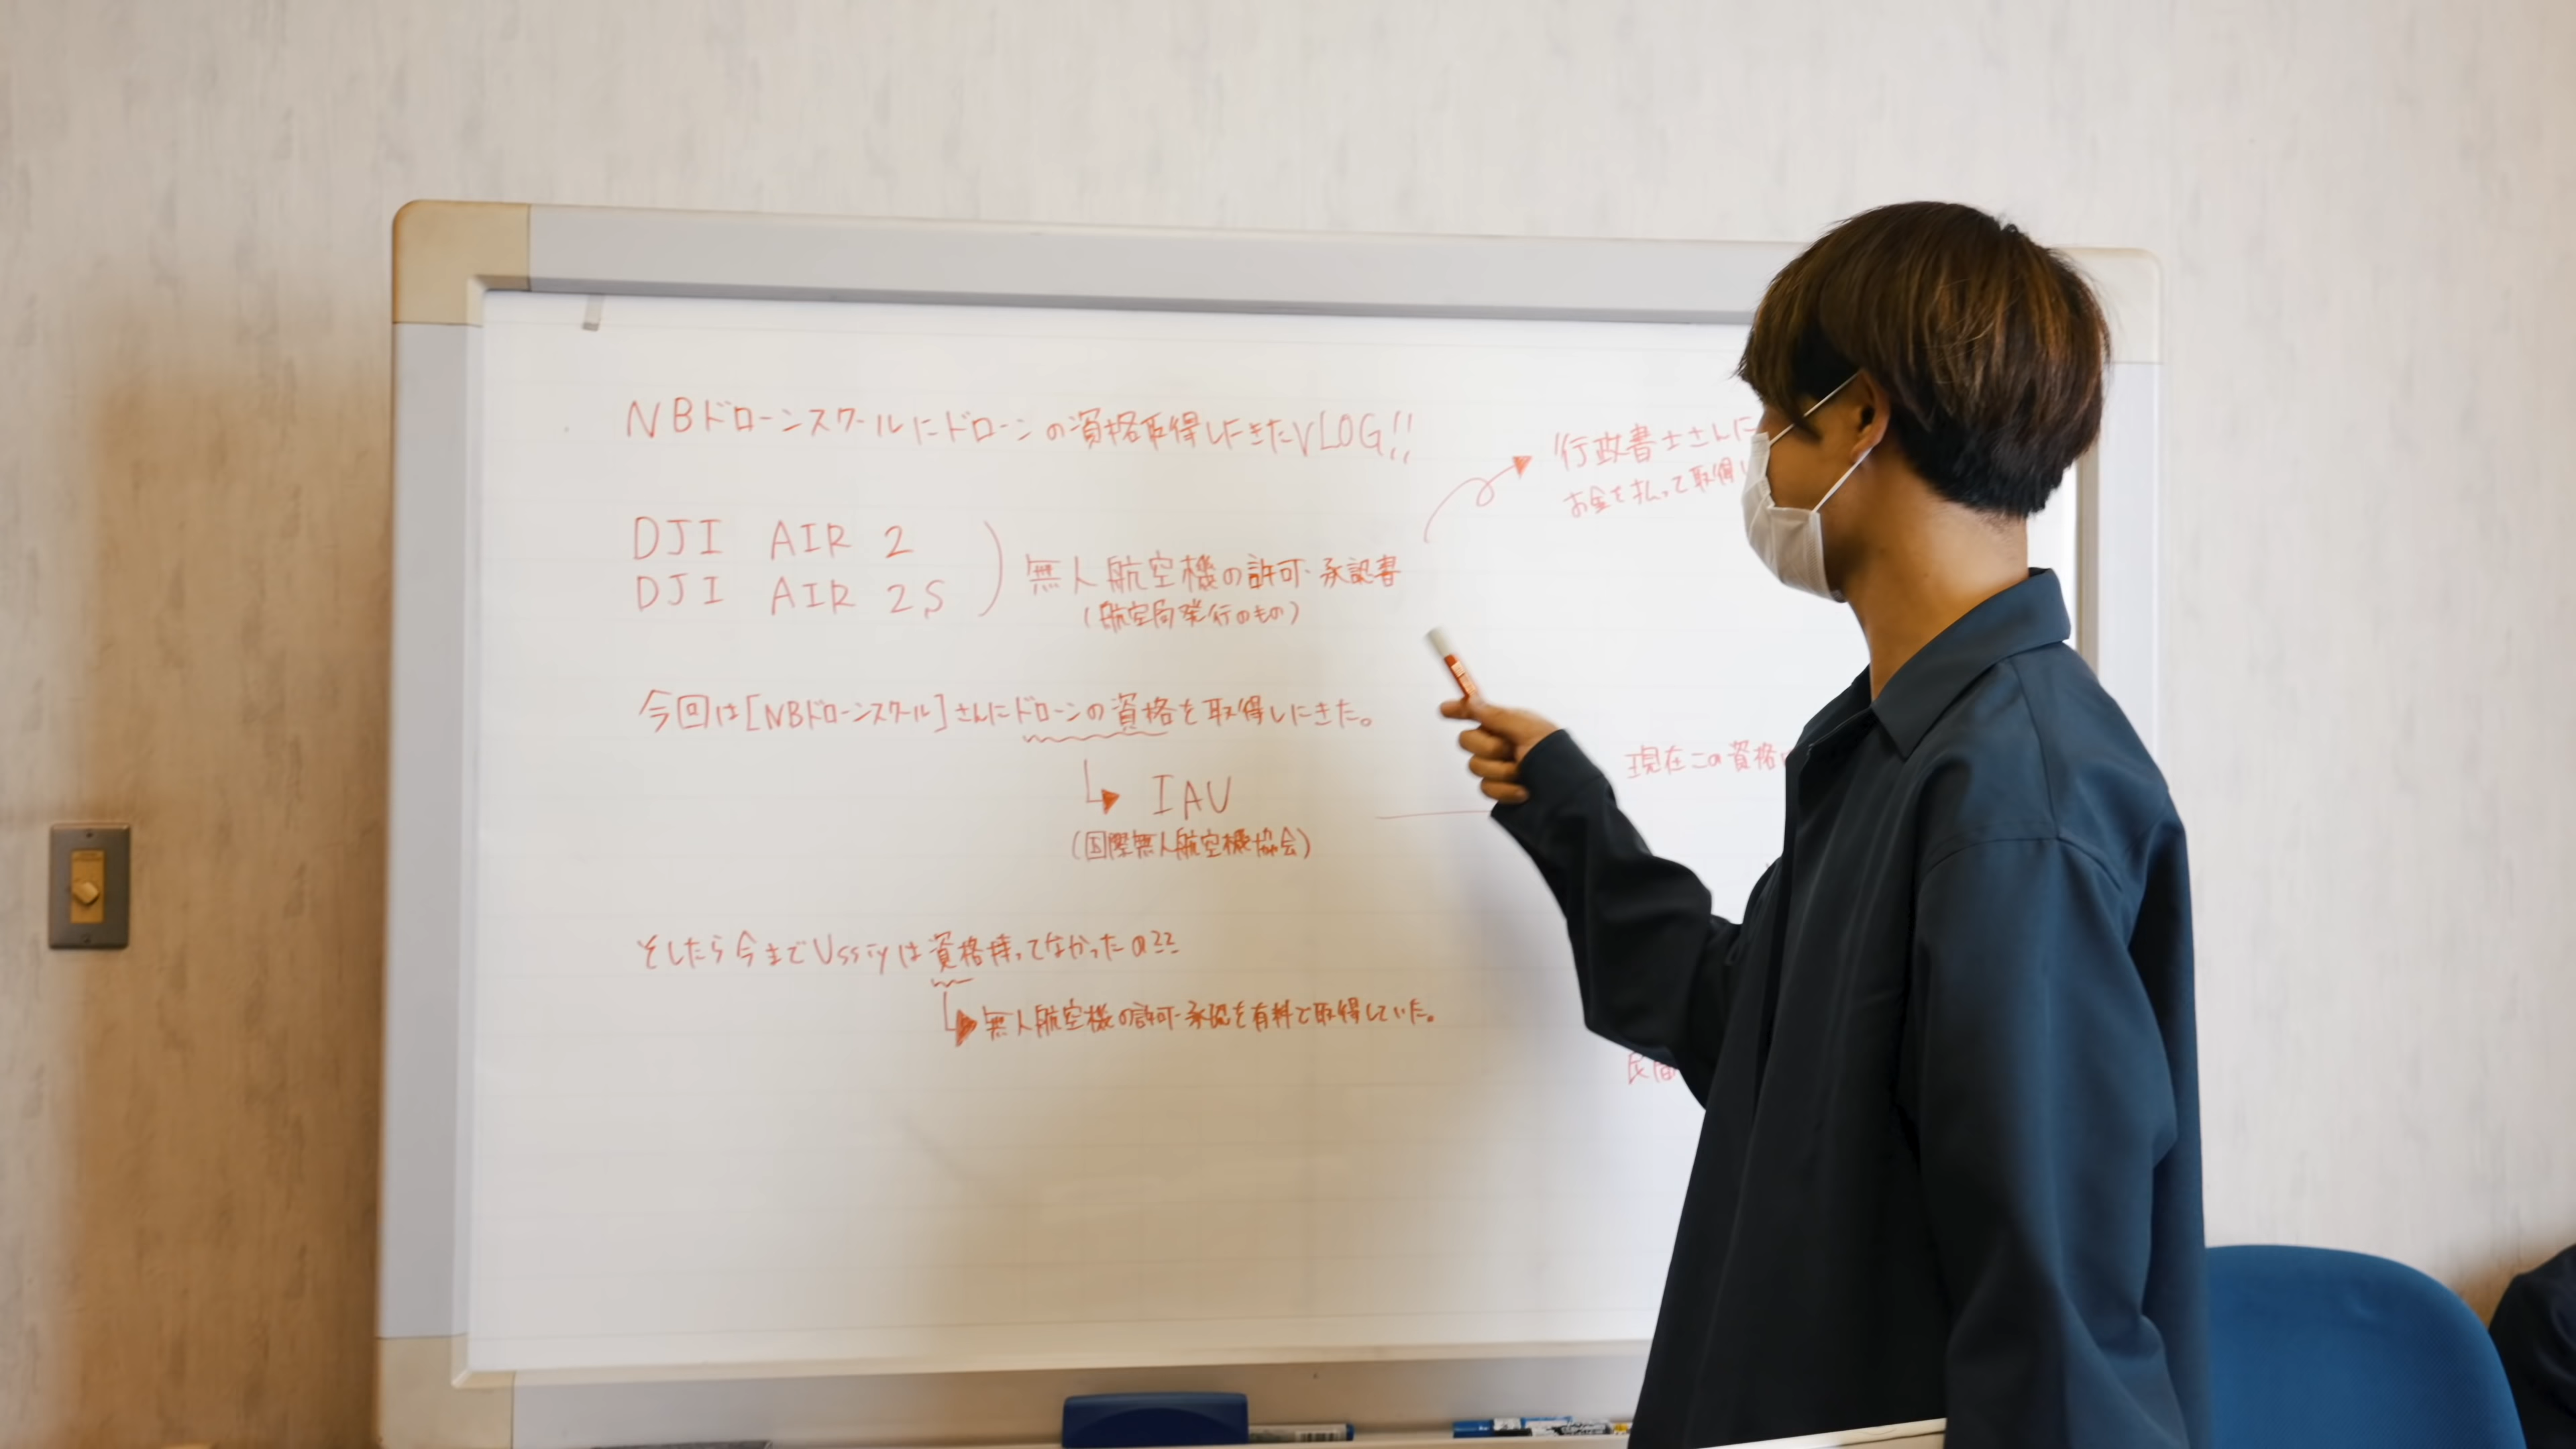 NBドローンスクールにドローンの資格取得しにきたVLOG!!
行政書士さんに
お金を払って取得し
DJI AIR 2
DJI AIR 2S
無人航空機の許可・承認書
(航空局発行のもの)
今回は[NBドローンスクール]さんにドローンの資格を取得しにきた。
現在この資格
IAU
(国際無人航空機協会)
そしたら今までUssiyは資格持ってなかったの??
無人航空機の許可・承認を有料で取得していた。
民間